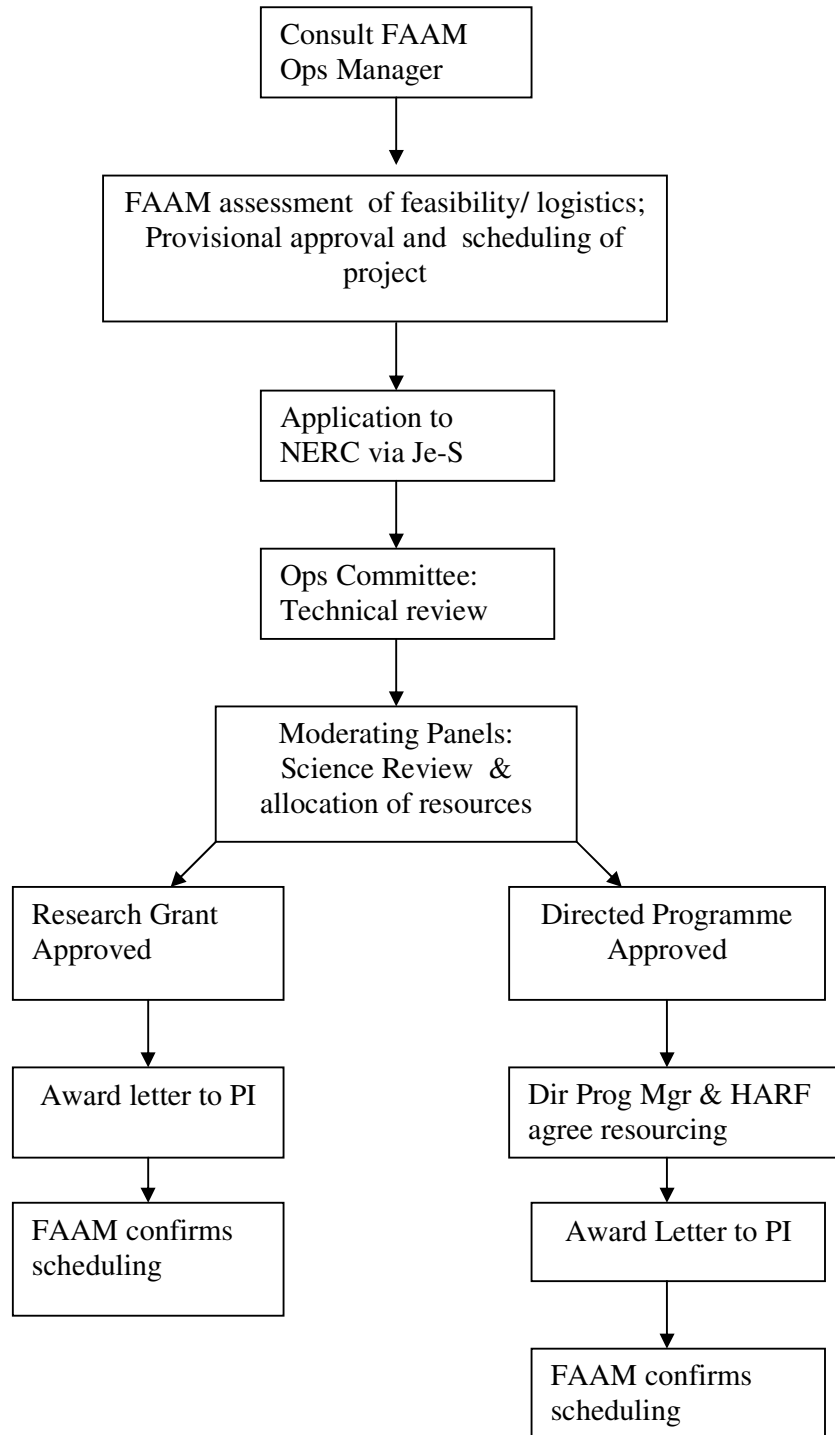 Consult FAAM
Ops Manager
FAAM assessment of feasibility/ logistics;
Provisional approval and scheduling of
project
Application to
NERC via Je-S
Ops Committee:
Technical review
Moderating Panels:
Science Review &
allocation of resources
Research Grant
Approved
Award letter to PI
FAAM confirms
scheduling
Directed Programme
Approved
Dir Prog Mgr & HARF
agree resourcing
Award Letter to PI
FAAM confirms
scheduling